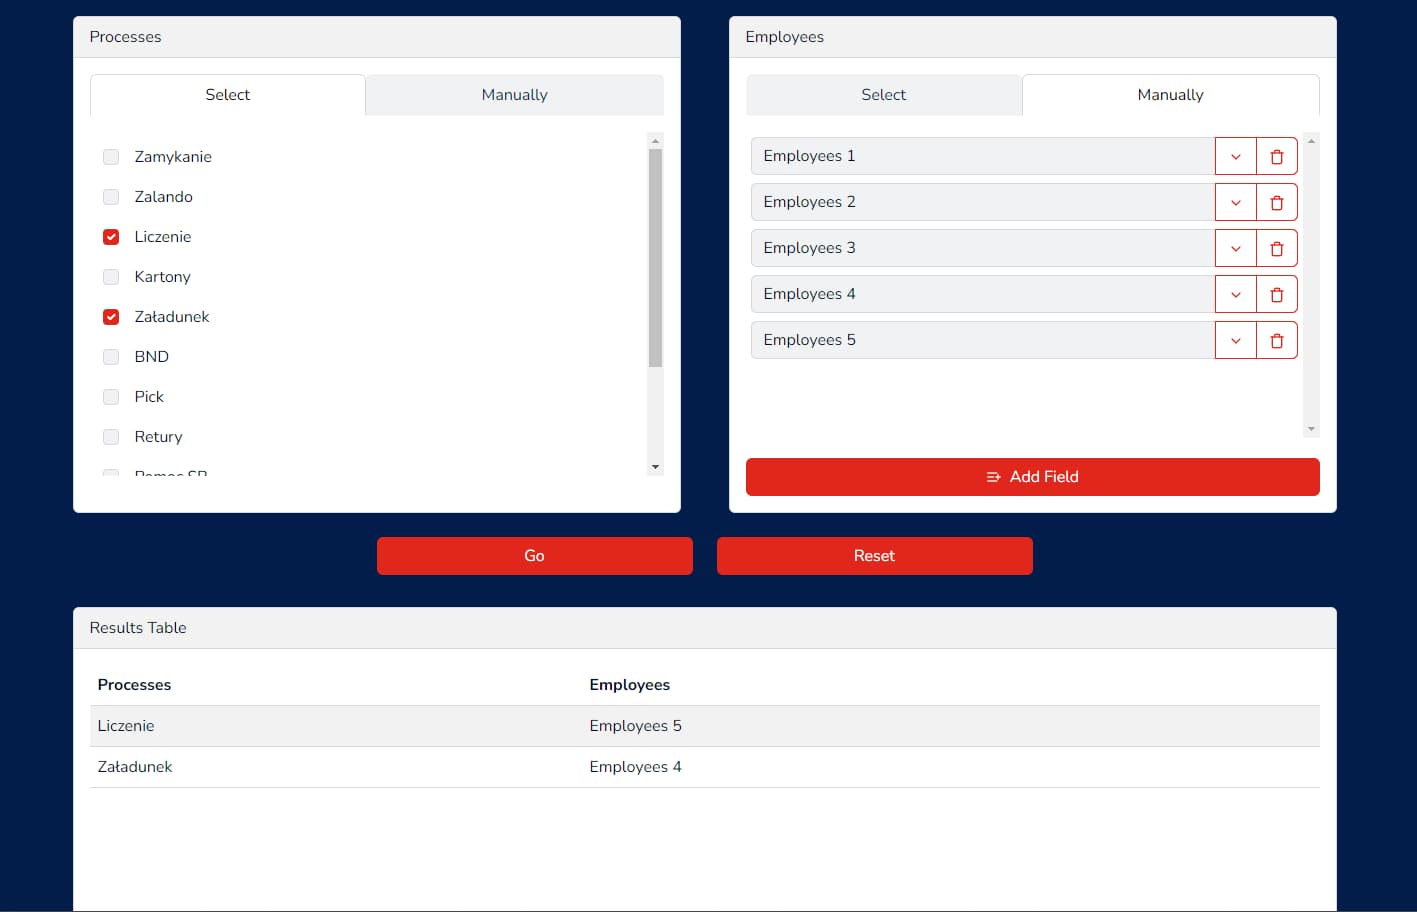 Processes
Select
Manually
Zamykanie
Zalando
Liczenie
Kartony
Załadunek
BND
Pick
Retury
Employees
Select
Manually
Employees 1
Employees 2
Employees 3
Employees 4
Employees 5
Add Field
Go
Reset
Results Table
Processes Employees
Liczenie Employees 5
Załadunek Employees 4